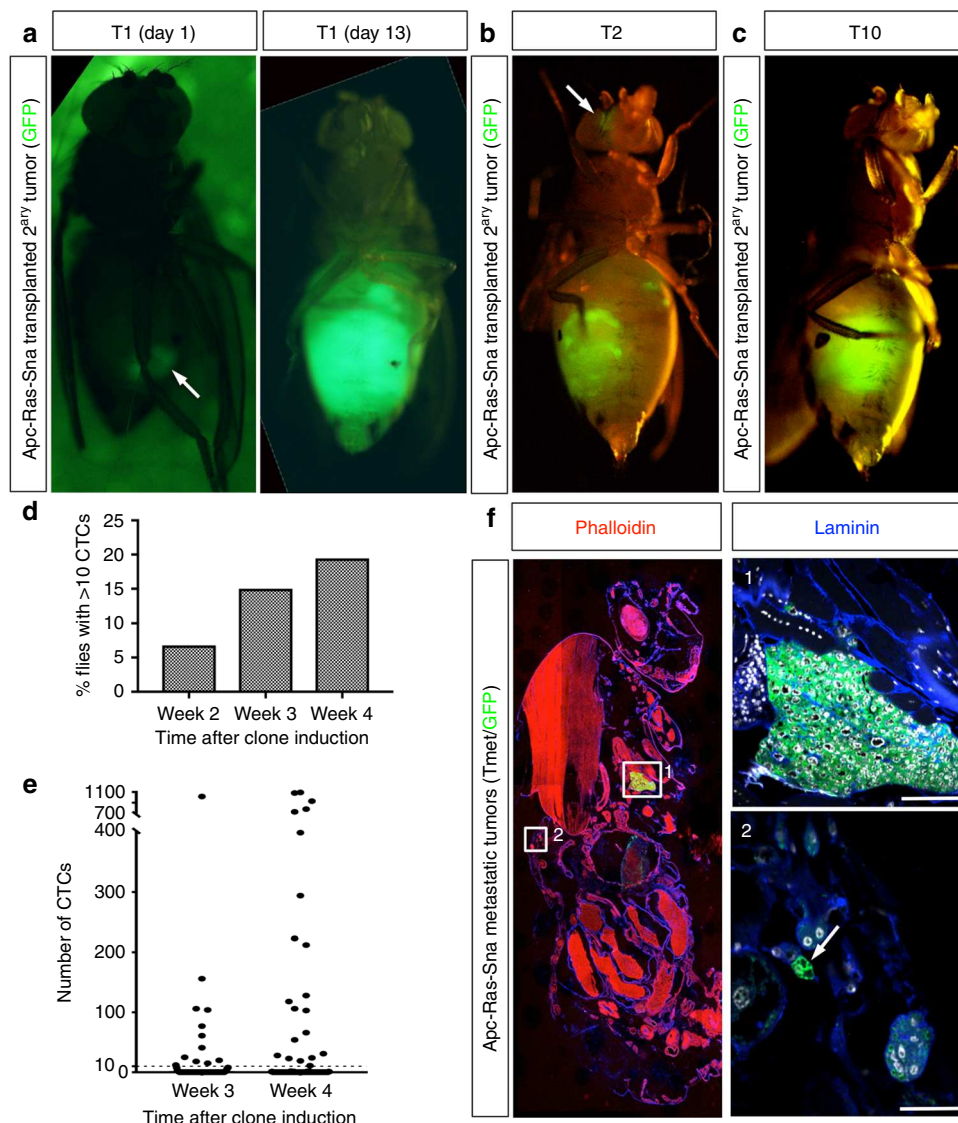 a
T1 (day 1)
T1 (day 13)
b
T2
c
T10
Apc-Ras-Sna transplanted 2ary tumor (GFP)
Apc-Ras-Sna transplanted 2ary tumor (GFP)
Apc-Ras-Sna transplanted 2ary tumor (GFP)
d
% flies with >10 CTCs
25
20
15
10
5
0
Week 2 Week 3 Week 4
Time after clone induction
e
Number of CTCs
1100
700
400
300
200
100
10
0
Week 3 Week 4
Time after clone induction
f
Phalloidin
Laminin
Apc-Ras-Sna metastatic tumors (Tmet/GFP)
1
2
1
2